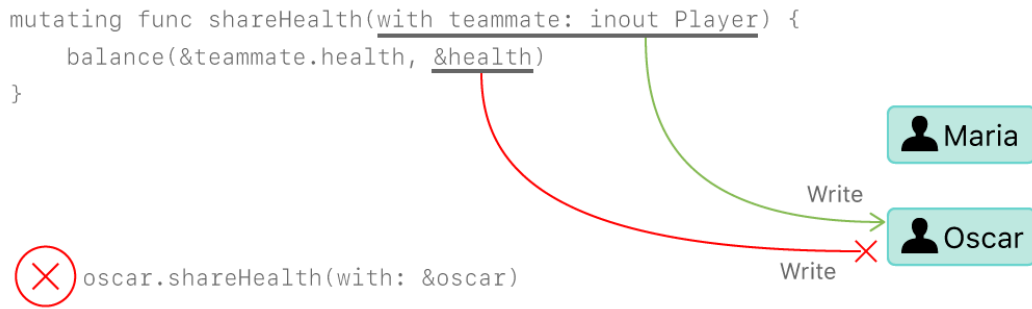 mutating func shareHealth(with teammate: inout Player) {
    balance(&teammate.health, &health)
}
Maria
Write
Oscar
Write
oscar.shareHealth(with: &oscar)